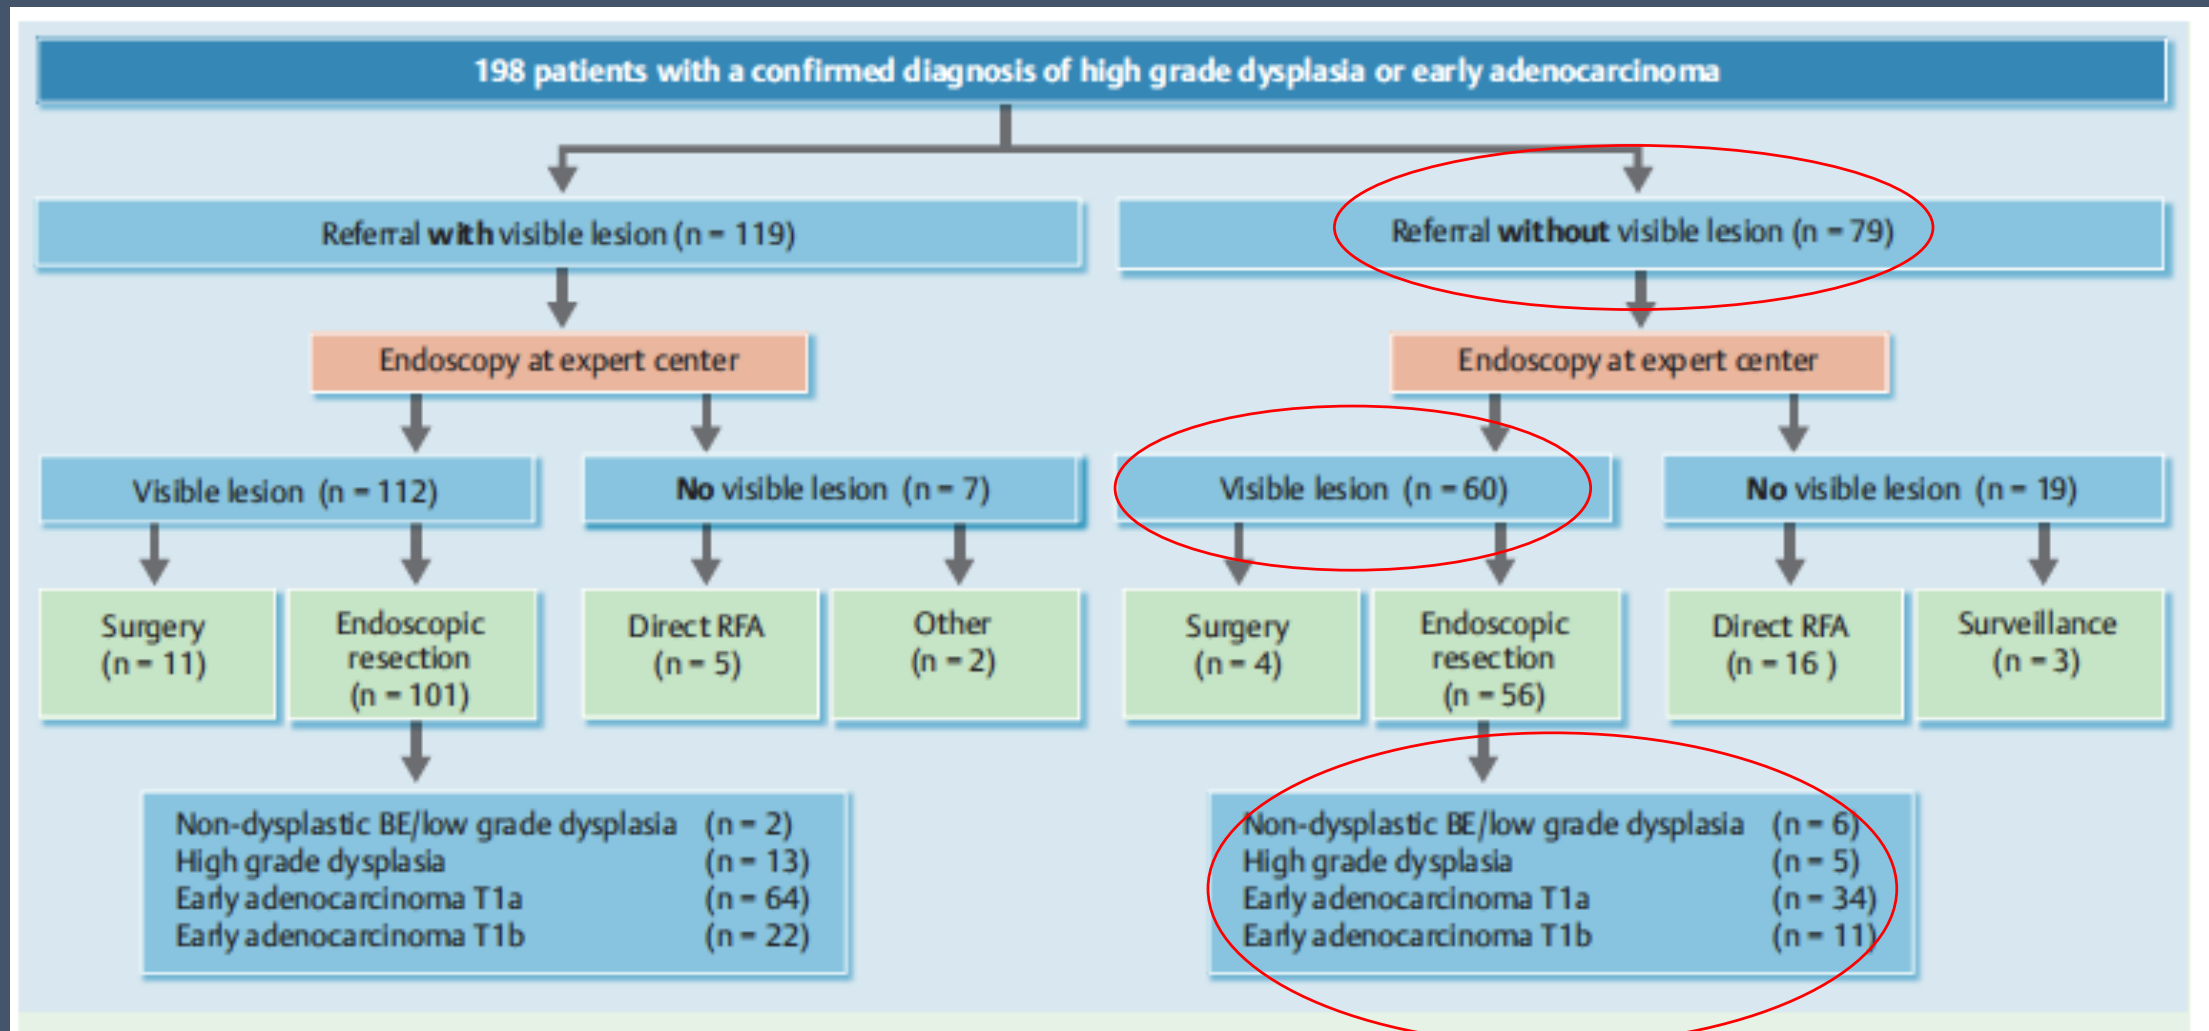 198 patients with a confirmed diagnosis of high grade dysplasia or early adenocarcinoma
Referral with visible lesion (n = 119)
Referral without visible lesion (n = 79)
Endoscopy at expert center
Endoscopy at expert center
Visible lesion (n = 112)
No visible lesion (n = 7)
Visible lesion (n = 60)
No visible lesion (n = 19)
Surgery
(n = 11)
Endoscopic
resection
(n = 101)
Direct RFA
(n = 5)
Other
(n = 2)
Surgery
(n = 4)
Endoscopic
resection
(n = 56)
Direct RFA
(n = 16 )
Surveillance
(n = 3)
Non-dysplastic BE/low grade dysplasia (n = 2)
High grade dysplasia (n = 13)
Early adenocarcinoma T1a (n = 64)
Early adenocarcinoma T1b (n = 22)
Non-dysplastic BE/low grade dysplasia (n = 6)
High grade dysplasia (n = 5)
Early adenocarcinoma T1a (n = 34)
Early adenocarcinoma T1b (n = 11)